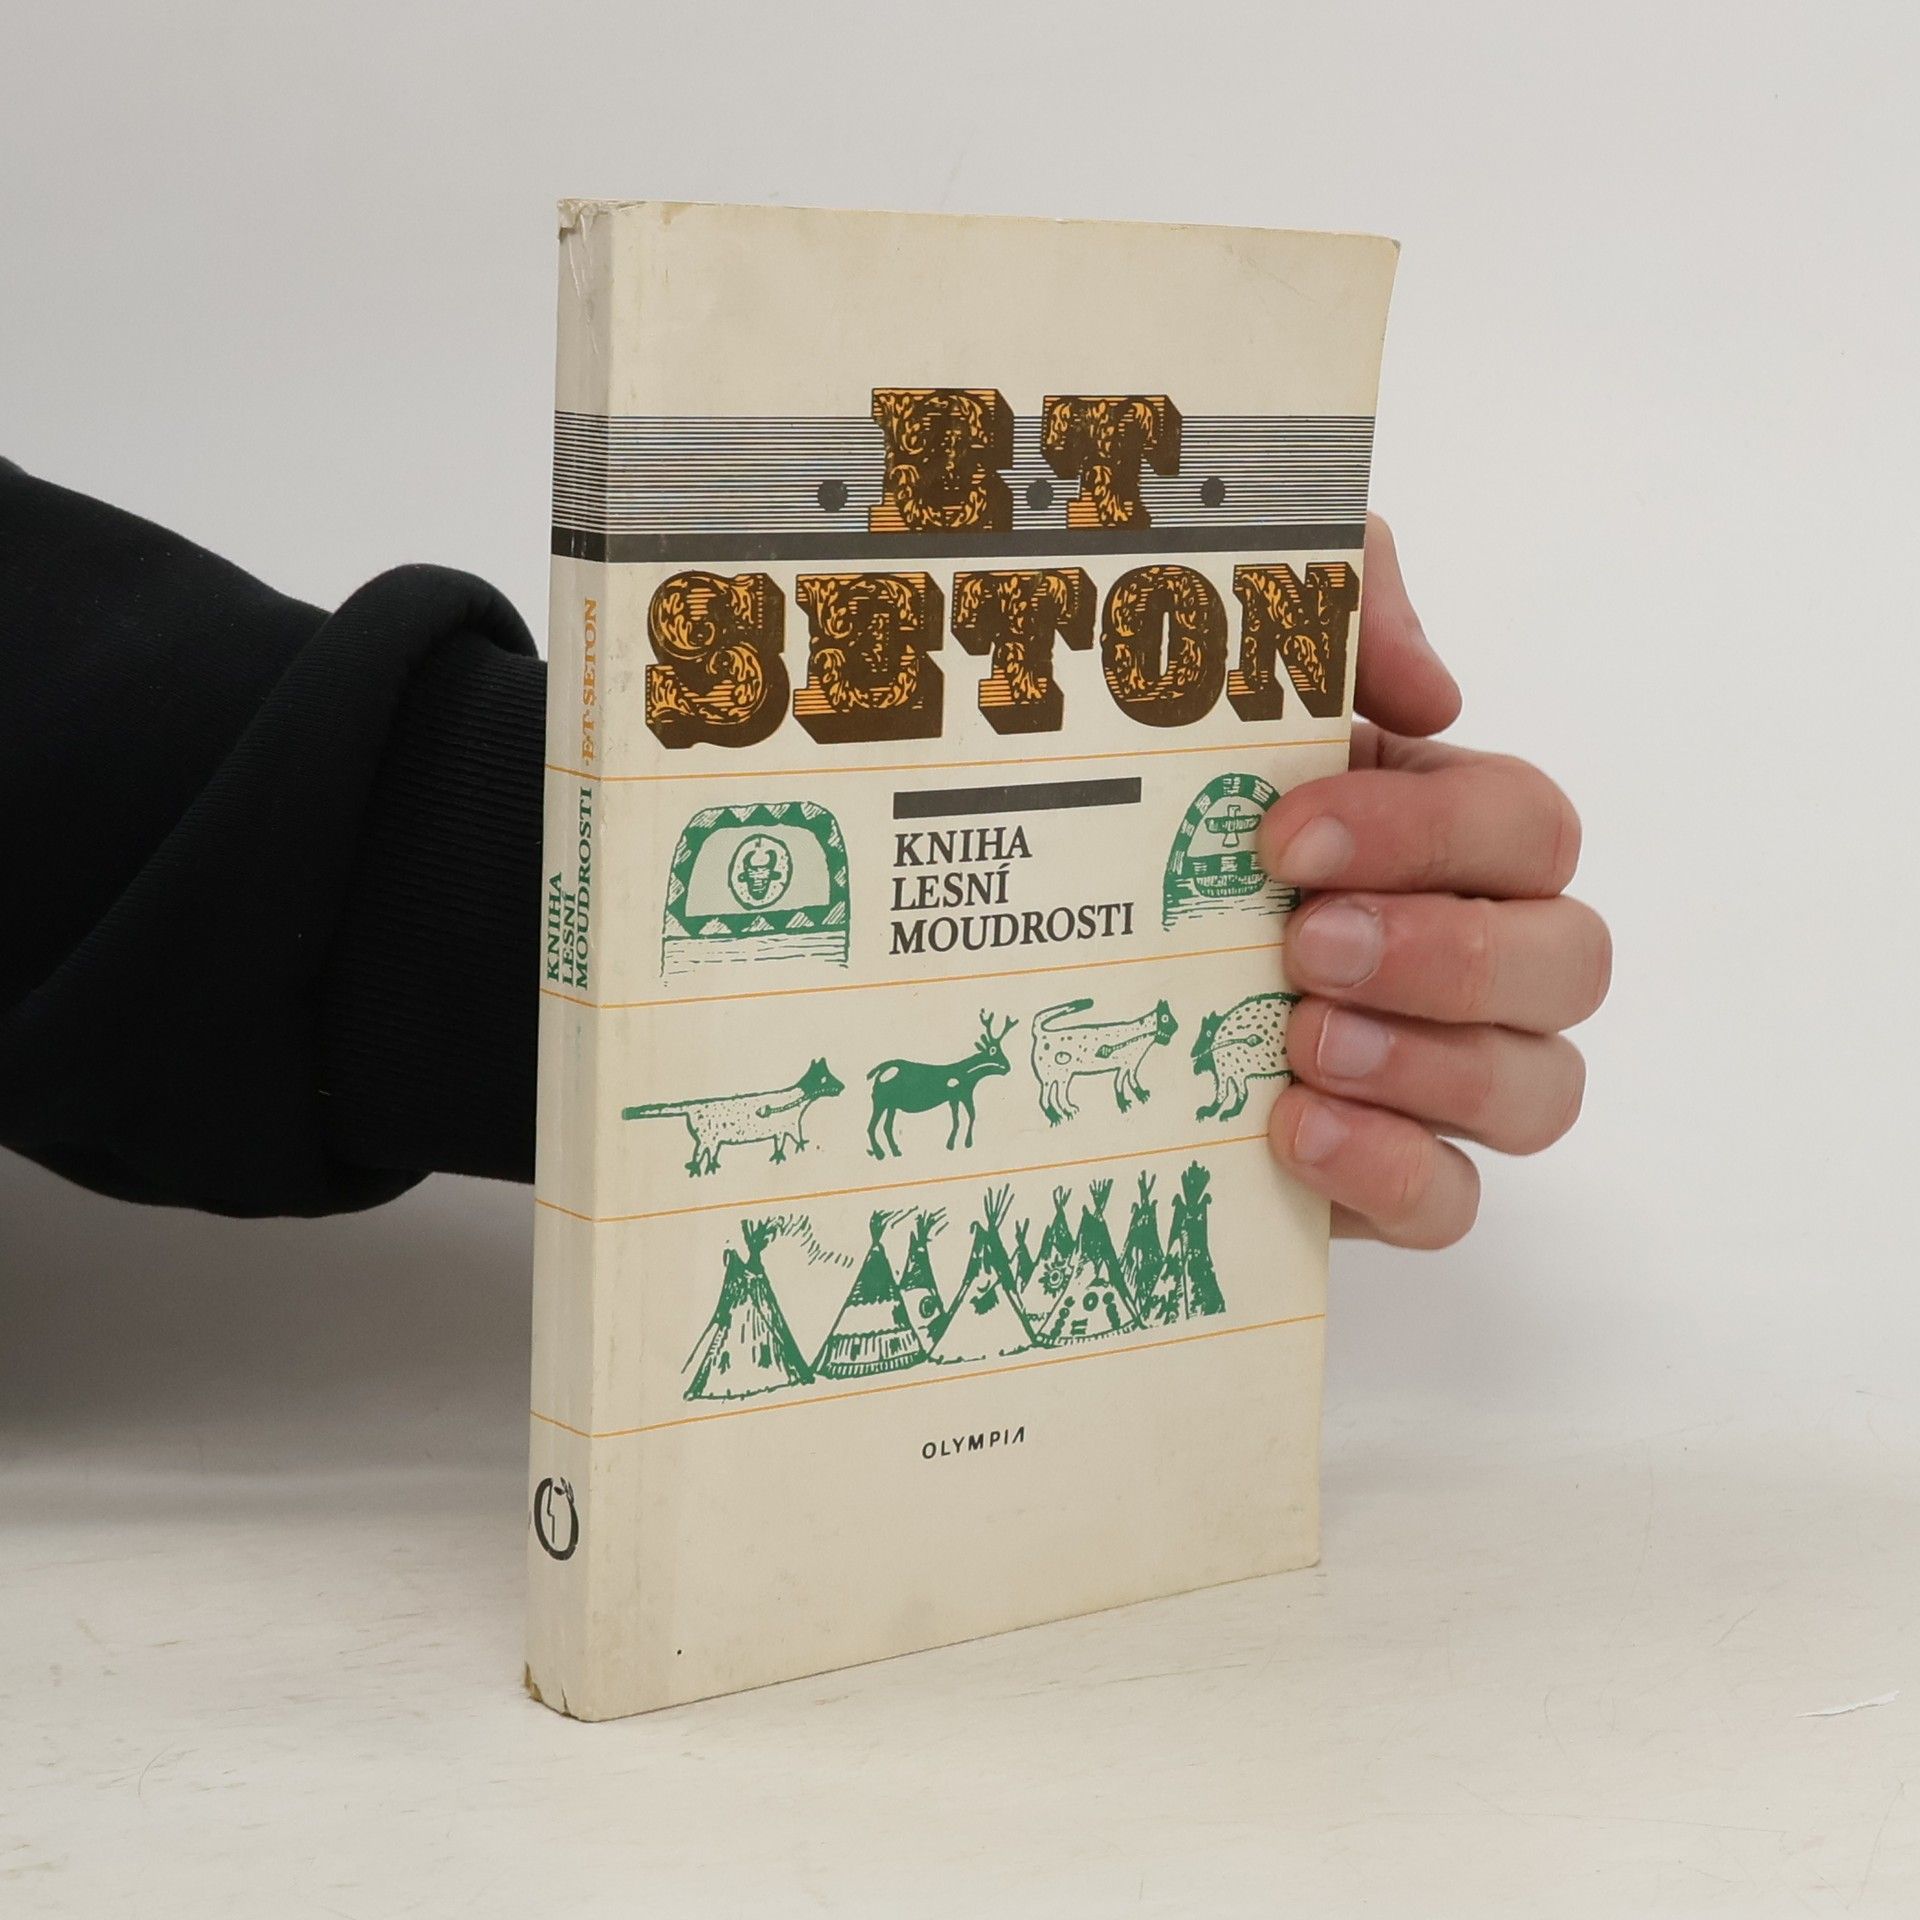 ·E·T·
SETON
KNIHA
LESNÍ
MOUDROSTI
OLYMPIA
·E·T·SETON
KNIHA
LESNÍ
MOUDROSTI